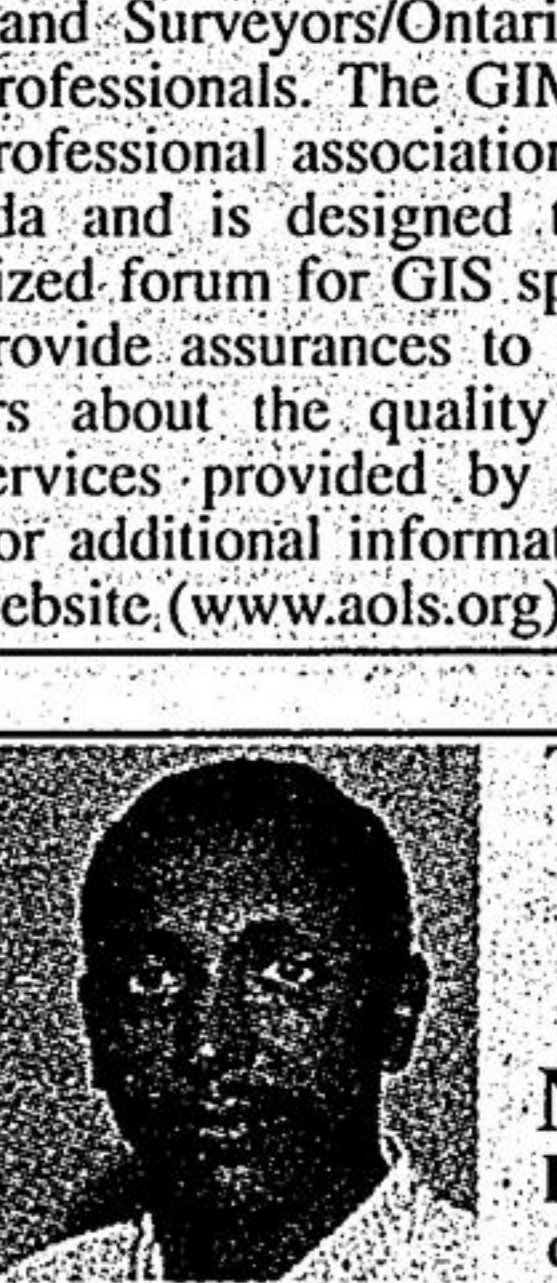 and Surveyors/Ontari
rofessionals. The GIM
rofessional association
da and is designed t
ized forum for GIS sp
rovide assurances to
rs about the quality
ervices provided by
or additional informat
ebsite (www.aols.org)